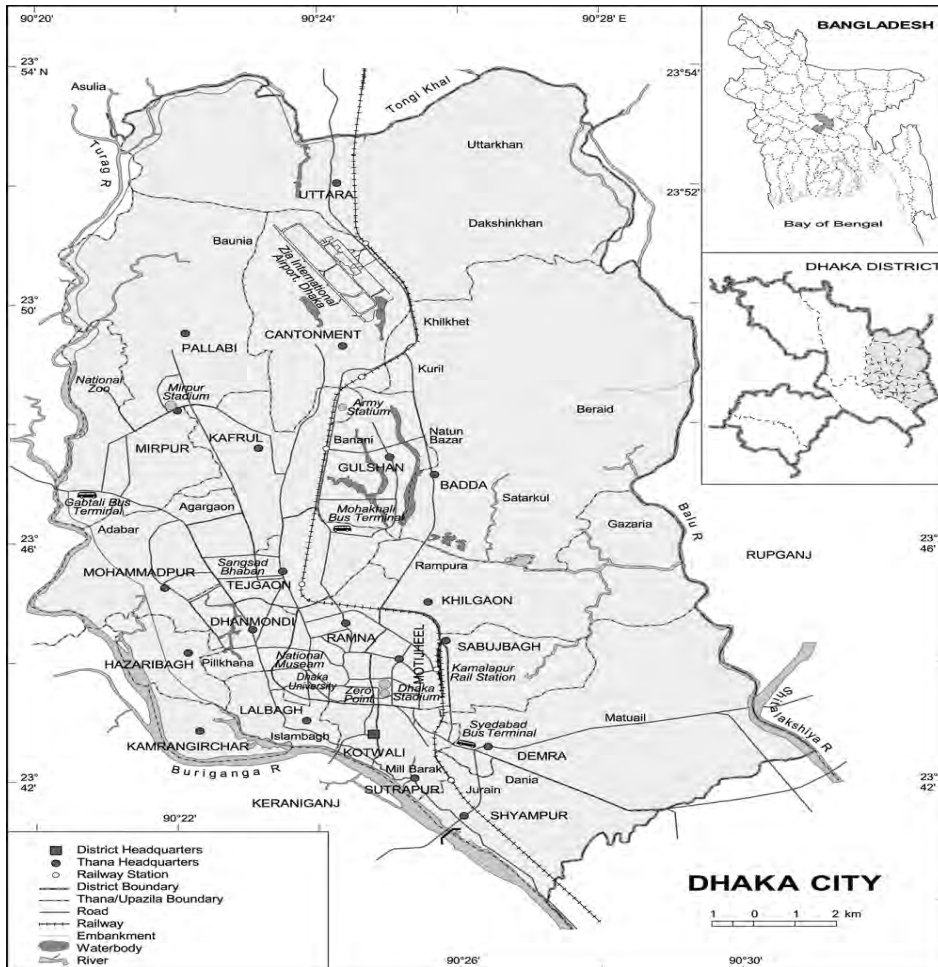 90°20'
90°24'
90°28' E
23°
54' N
BANGLADESH
23°54'
Asulia
Tongi Khal
Turag R
Uttarkhan
UTTARA
23°52'
Dakshinkhan
Bay of Bengal
Baunia
Zia International
Airport, Dhaka
DHAKA DISTRICT
23°
50'
Khilkhet
CANTONMENT
PALLABI
Kuril
National
Zoo
Mirpur
Stadium
Army
Statium
Beraid
KAFRUL
Banani
Natun
Bazar
MIRPUR
GULSHAN
BADDA
Gabtali Bus
Terminal
Agargaon
Mohakhali
Bus Terminal
Satarkul
Gazaria
Balu R
Adabar
23°
46'
23°
46'
RUPGANJ
MOHAMMADPUR
Sangsad
Bhaban
TEJGAON
Rampura
KHILGAON
DHANMONDI
RAMNA
MOTIJHEEL
SABUJBAGH
HAZARIBAGH
Pillkhana
National
Museam
Kamalapur
Rail Station
Dhaka
University
Zero
Point
Dhaka
Stadium
LALBAGH
Syedabad
Bus Terminal
Matuail
Shitalakshiya R
KAMRANGIRCHAR
Islambagh
KOTWALI
DEMRA
Buriganga R
Mill Barak
Dania
23°
42'
23°
42'
SUTRAPUR
Jurain
KERANIGANJ
SHYAMPUR
90°22'
District Headquarters
Thana Headquarters
Railway Station
District Boundary
Thana/Upazila Boundary
Road
Railway
Embankment
Waterbody
River
DHAKA CITY
1 0 1 2 km
90°26'
90°30'